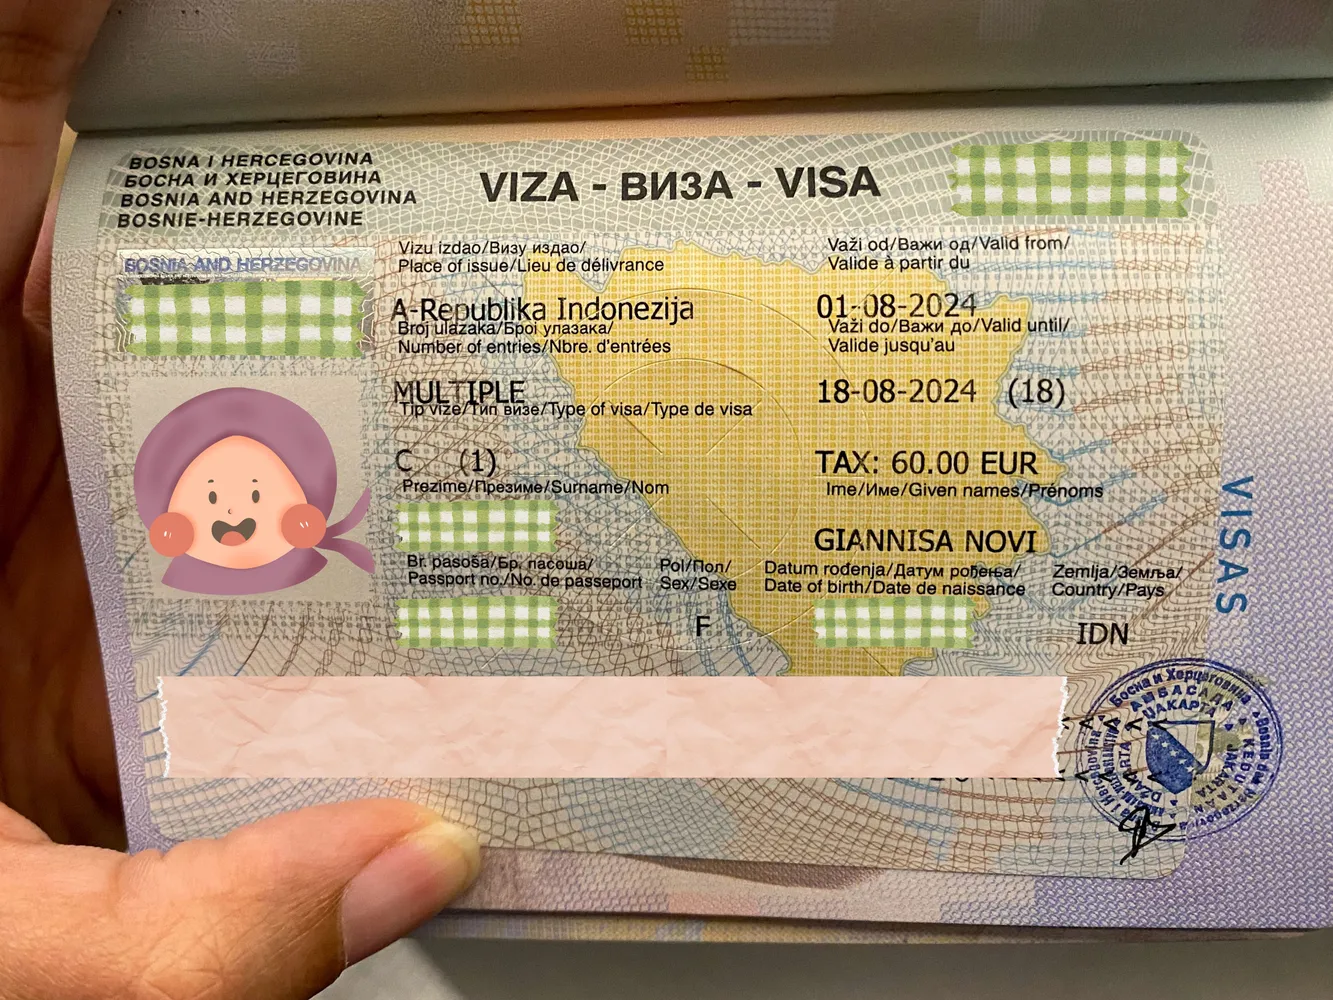 BOSNA I HERCEGOVINA
БОСНА И ХЕРЦЕГОВИНА
BOSNIA AND HERZEGOVINA
BOSNIE-HERZEGOVINE
VIZA - ВИЗА - VISA
BOSNIA AND HERZEGOVINA
Vizu izdao/Визу издао/
Place of issue/Lieu de délivrance
A-Republika Indonezija
Važi od/Важи од/Valid from/
Valide à partir du
01-08-2024
Broj ulazaka/Број улазака/
Number of entries/Nbre. d'entrées
MULTIPLE
Važi do/Важи до/Valid until/
Valide jusqu'au
18-08-2024 (18)
Tip vize/Тип визе/Type of visa/Type de visa
C (1)
TAX: 60.00 EUR
Prezime/Презиме/Surname/Nom
Ime/Име/Given names/Prénoms
GIANNISA NOVI
Br. pasoša/Бр. пасоша/
Passport no./No. de passeport
Pol/Пол/
Sex/Sexe
F
Datum rođenja/Датум рођења/
Date of birth/Date de naissance
Zemlja/Земља/
Country/Pays
IDN
VISAS
Босна и Херцеговина
АМБАСАДА
ЏАКАРТА
KEDUTAAN
JAKARTA